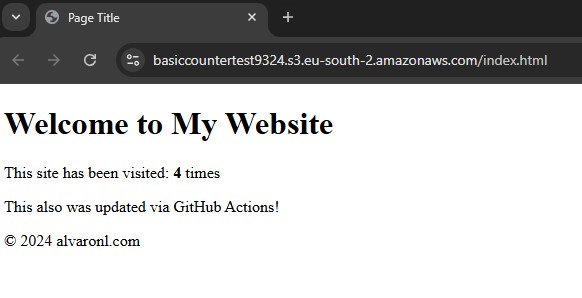 Page Title
basiccountertest9324.s3.eu-south-2.amazonaws.com/index.html
Welcome to My Website
This site has been visited: 4 times
This also was updated via GitHub Actions!
© 2024 alvaronl.com